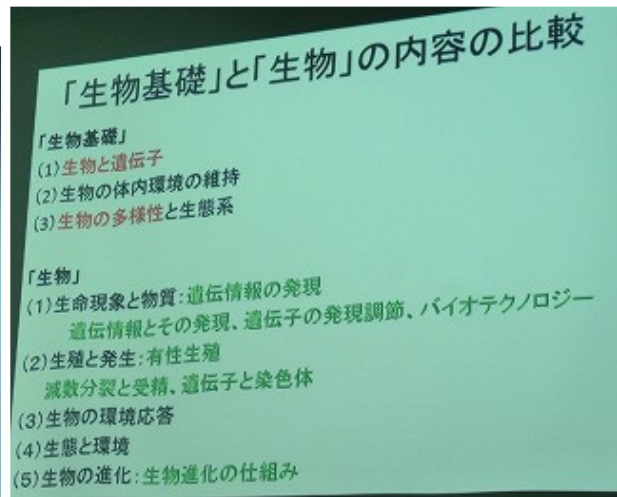 「生物基礎」と「生物」の内容の比較
「生物基礎」
(1)生物と遺伝子
(2)生物の体内環境の維持
(3)生物の多様性と生態系
「生物」
(1)生命現象と物質:遺伝情報の発現
遺伝情報とその発現、遺伝子の発現調節、バイオテクノロジー
(2)生殖と発生:有性生殖
減数分裂と受精、遺伝子と染色体
(3)生物の環境応答
(4)生態と環境
(5)生物の進化:生物進化の仕組み